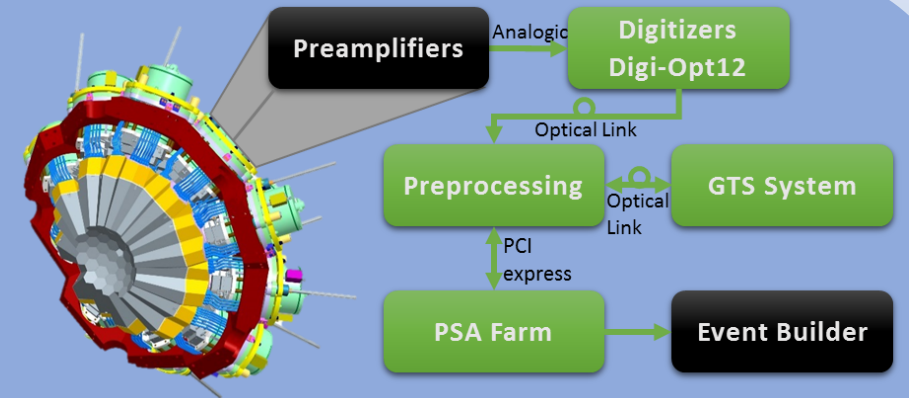 Preamplifiers
Analogic
Digitizers
Digi-Opt12
Optical Link
Preprocessing
Optical
Link
GTS System
PCI
express
PSA Farm
Event Builder